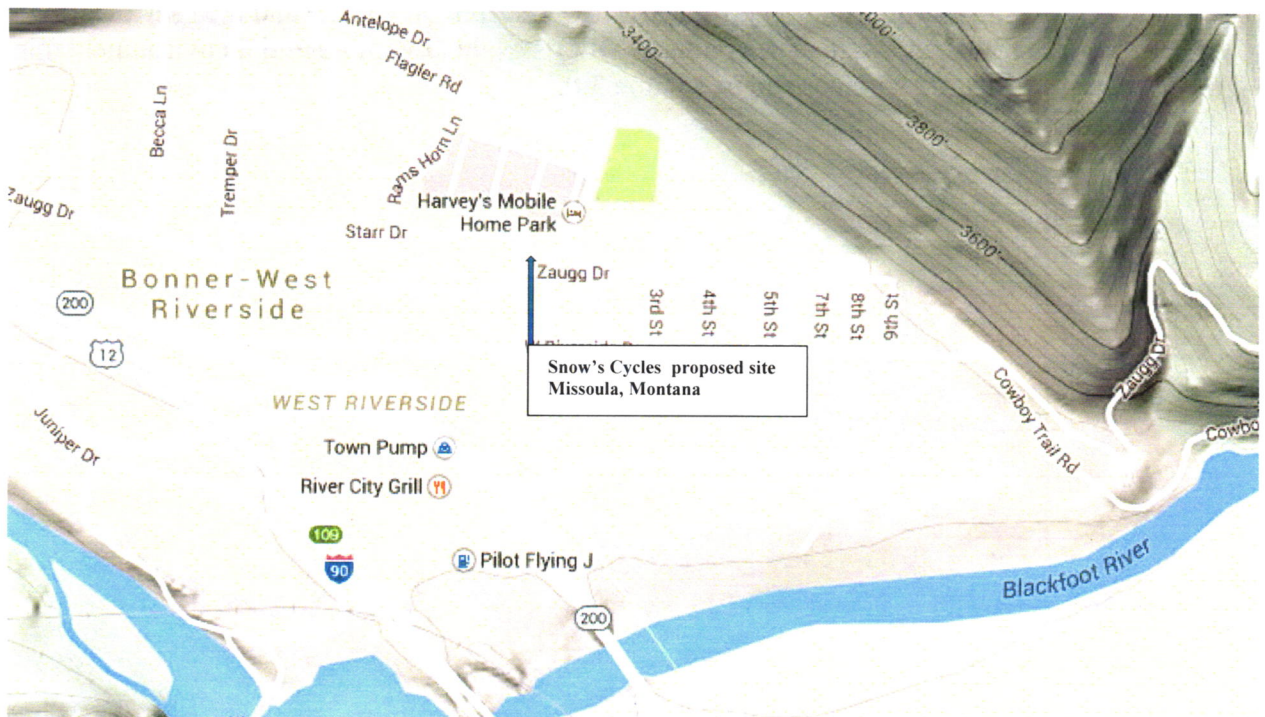 Antelope Dr
Flagler Rd
3400'
3800'
3600'
Becca Ln
Tremper Dr
Rams Horn Ln
Zaugg Dr
Harvey's Mobile
Home Park
Starr Dr
Zaugg Dr
Bonner-West
Riverside
200
12
3rd St
4th St
5th St
7th St
8th St
9th St
Snow's Cycles proposed site
Missoula, Montana
WEST RIVERSIDE
Juniper Dr
Town Pump
River City Grill
109
90
Pilot Flying J
200
Cowboy Trail Rd
Zaugg Dr
Cowbo
Blackfoot River